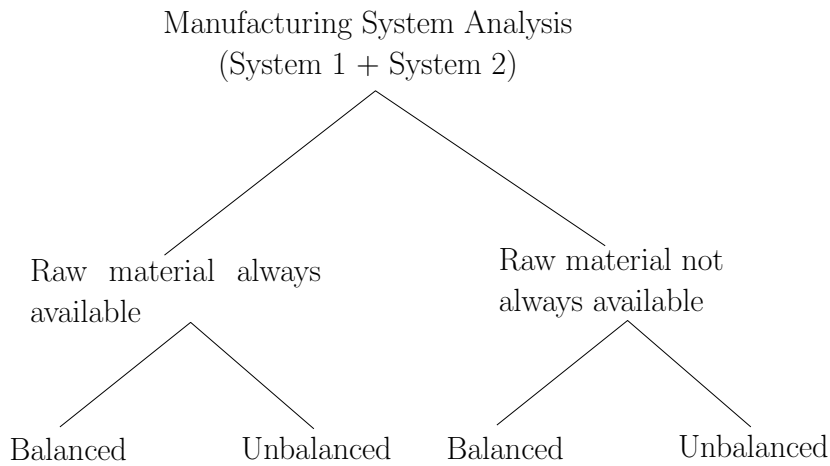 Manufacturing System Analysis
(System 1 + System 2)
Raw material always
available
Raw material not
always available
Balanced
Unbalanced
Balanced
Unbalanced